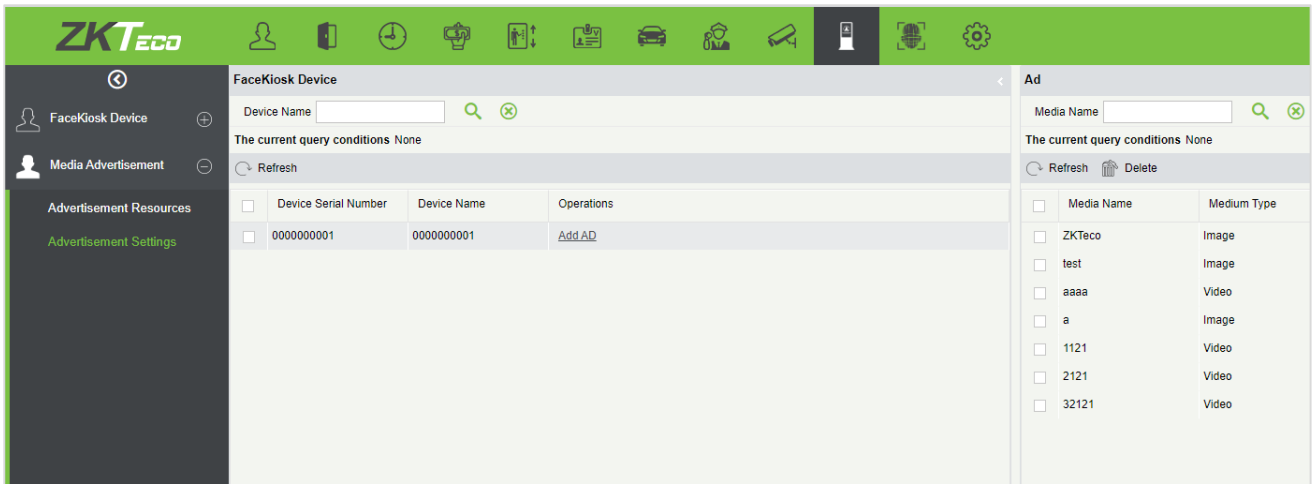 ZKTECO
FaceKiosk Device
Media Advertisement
Advertisement Resources
Advertisement Settings
FaceKiosk Device
Device Name
The current query conditions None
Refresh
Device Serial Number Device Name Operations
0000000001 0000000001 Add AD
Ad
Media Name
The current query conditions None
Refresh Delete
Media Name Medium Type
ZKTeco Image
test Image
aaaa Video
a Image
1121 Video
2121 Video
32121 Video